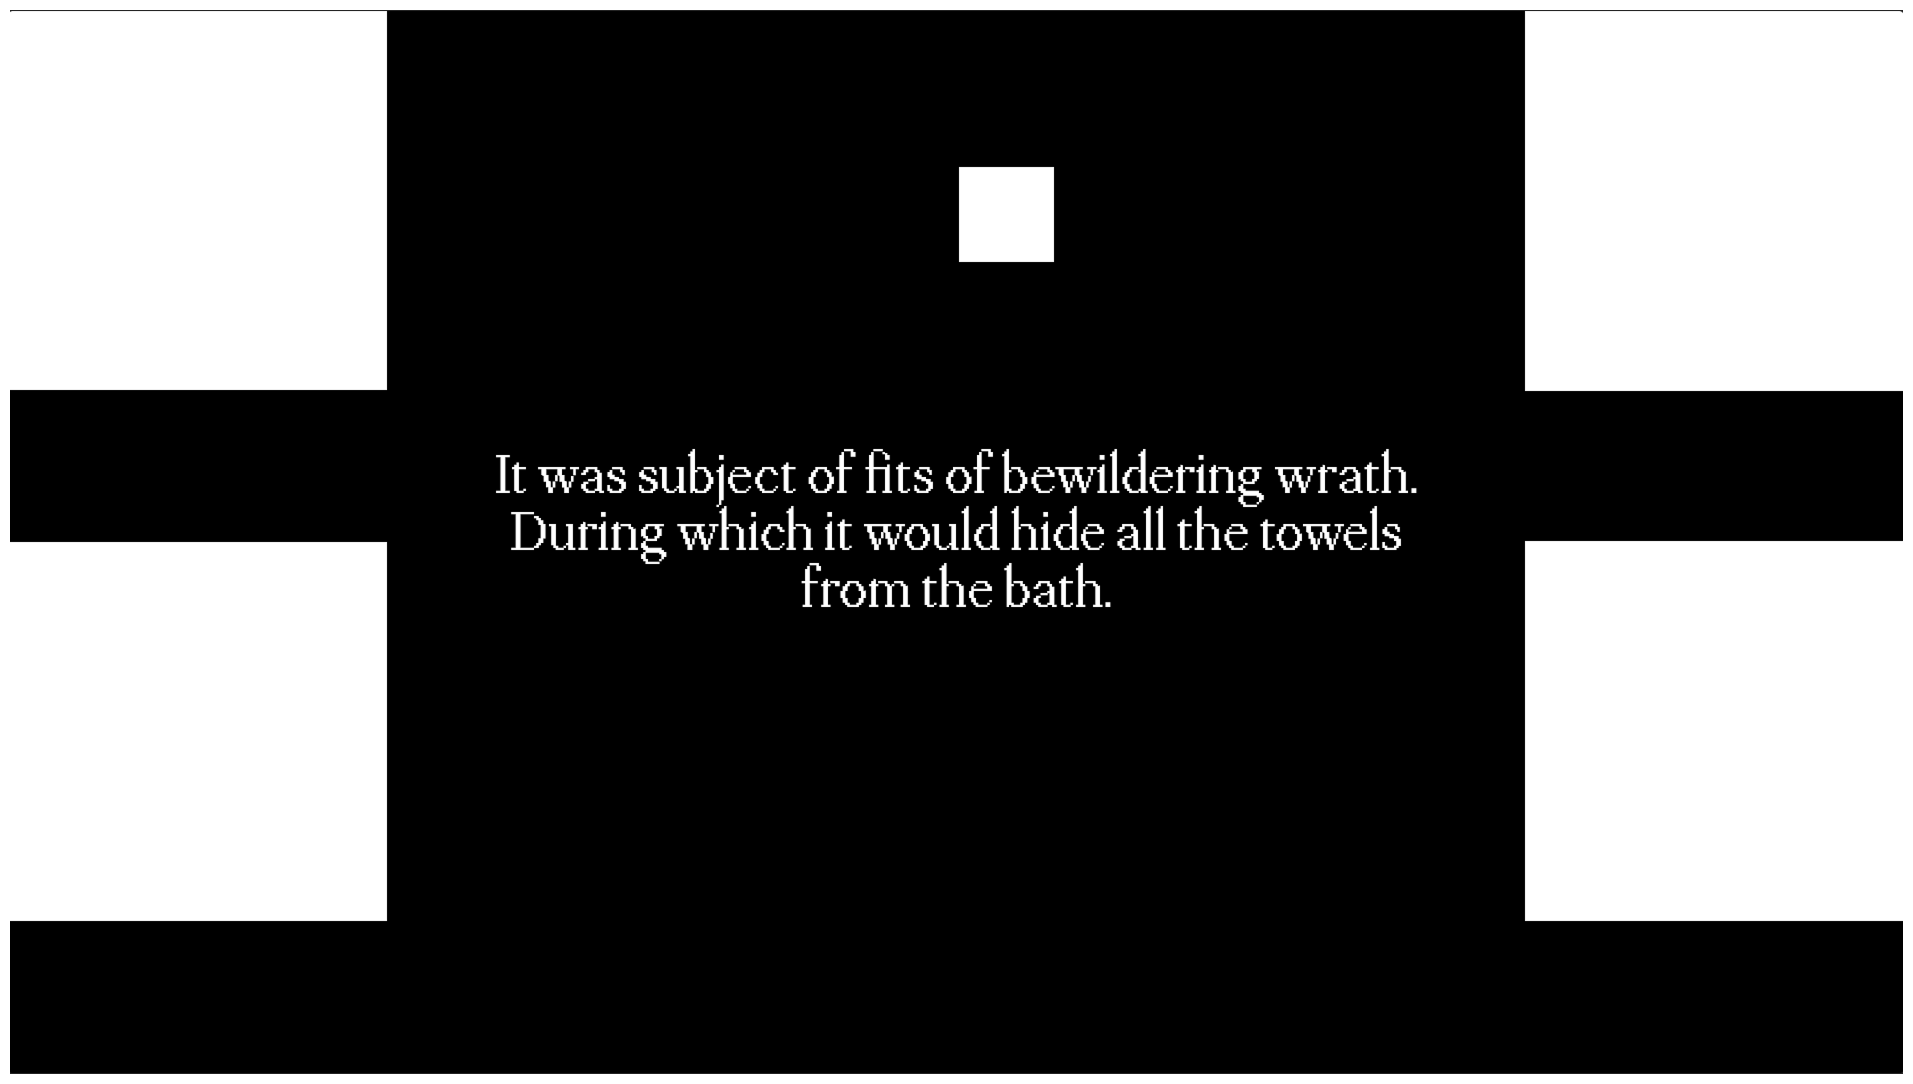 It was subject of fits of bewildering wrath.
During which it would hide all the towels
from the bath.